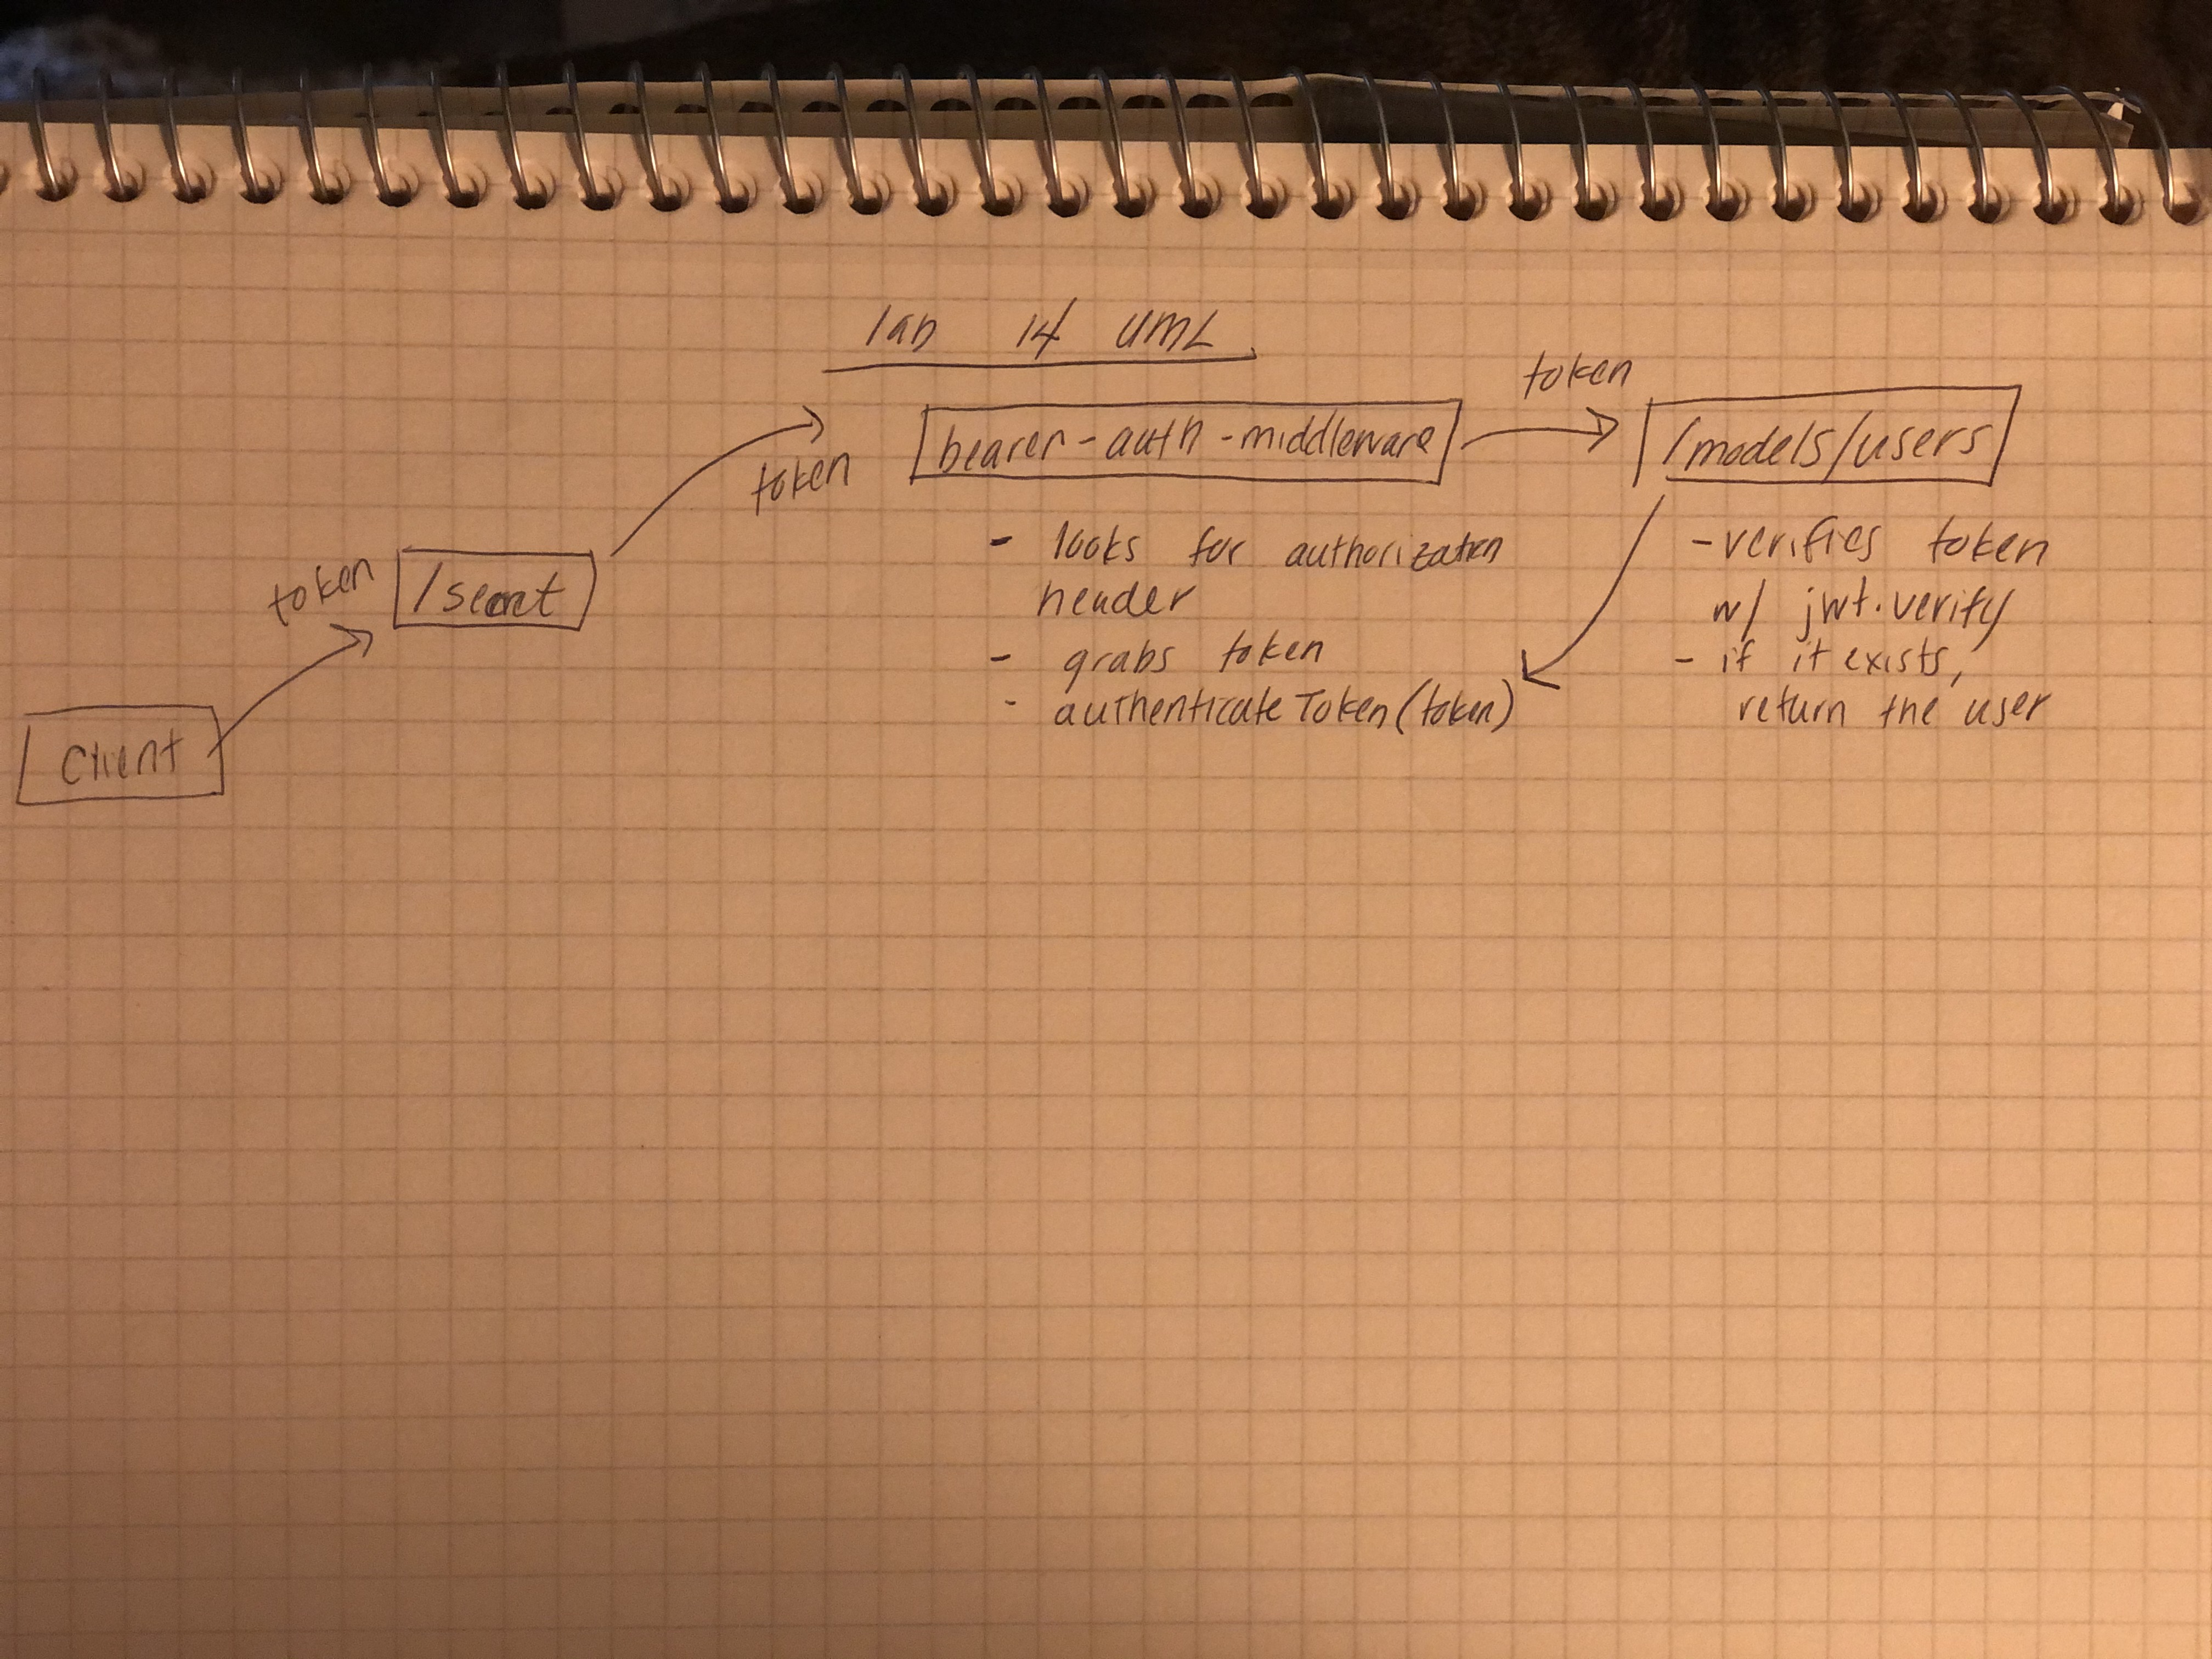 lab 14 UML
token
bearer-auth-middleware
/models/users
token
- looks for authorization
header
- grabs token
- authenticateToken(token)
- verifies token
w/ jwt.verify
- if it exists,
return the user
token
/secret
Client